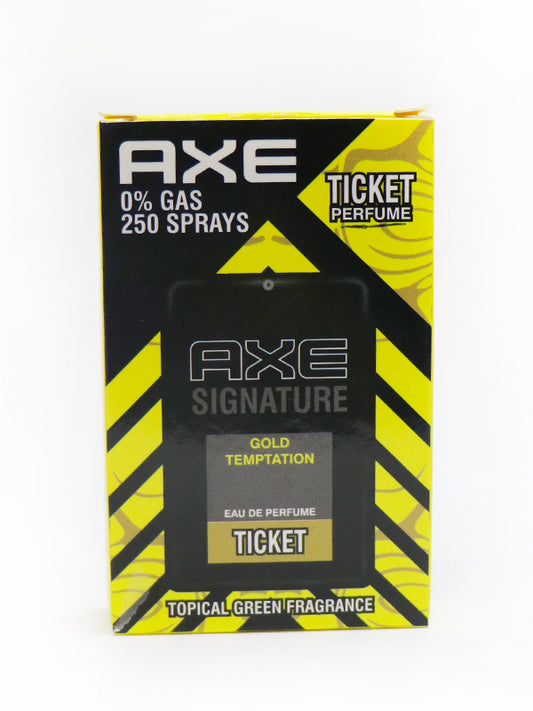 AXE
0% GAS
250 SPRAYS
TICKET
PERFUME
AXE
SIGNATURE
GOLD
TEMPTATION
EAU DE PERFUME
TICKET
TOPICAL GREEN FRAGRANCE